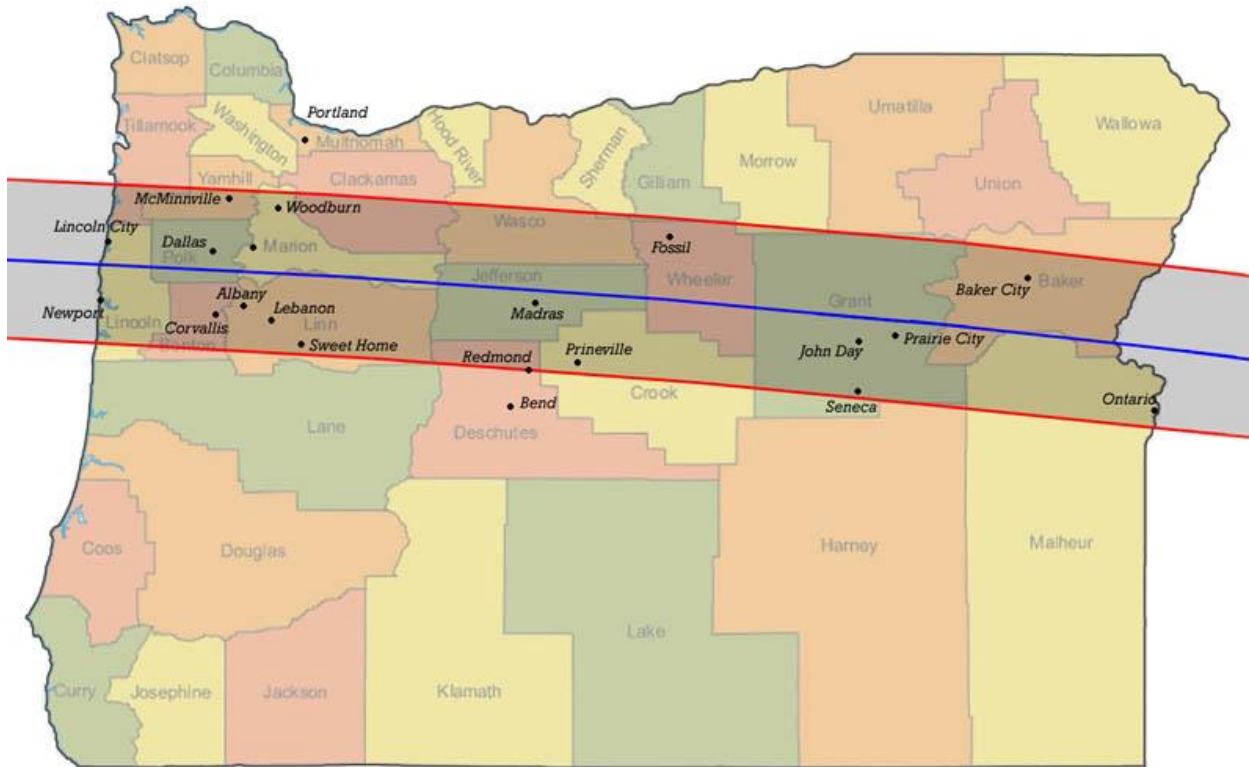 Clatsop
Columbia
Portland
Tillamook
Washington
Multnomah
Hood River
Sherman
Gilliam
Morrow
Umatilla
Wallowa
Union
Yamhill
Clackamas
McMinnville
Woodburn
Wasco
Lincoln City
Dallas
Polk
Marion
Fossil
Wheeler
Jefferson
Grant
Baker City
Baker
Newport
Lincoln
Albany
Lebanon
Corvallis
Linn
Benton
Sweet Home
Madras
Prairie City
John Day
Redmond
Prineville
Crook
Seneca
Ontario
Bend
Deschutes
Lane
Coos
Douglas
Harney
Malheur
Lake
Curry
Josephine
Jackson
Klamath